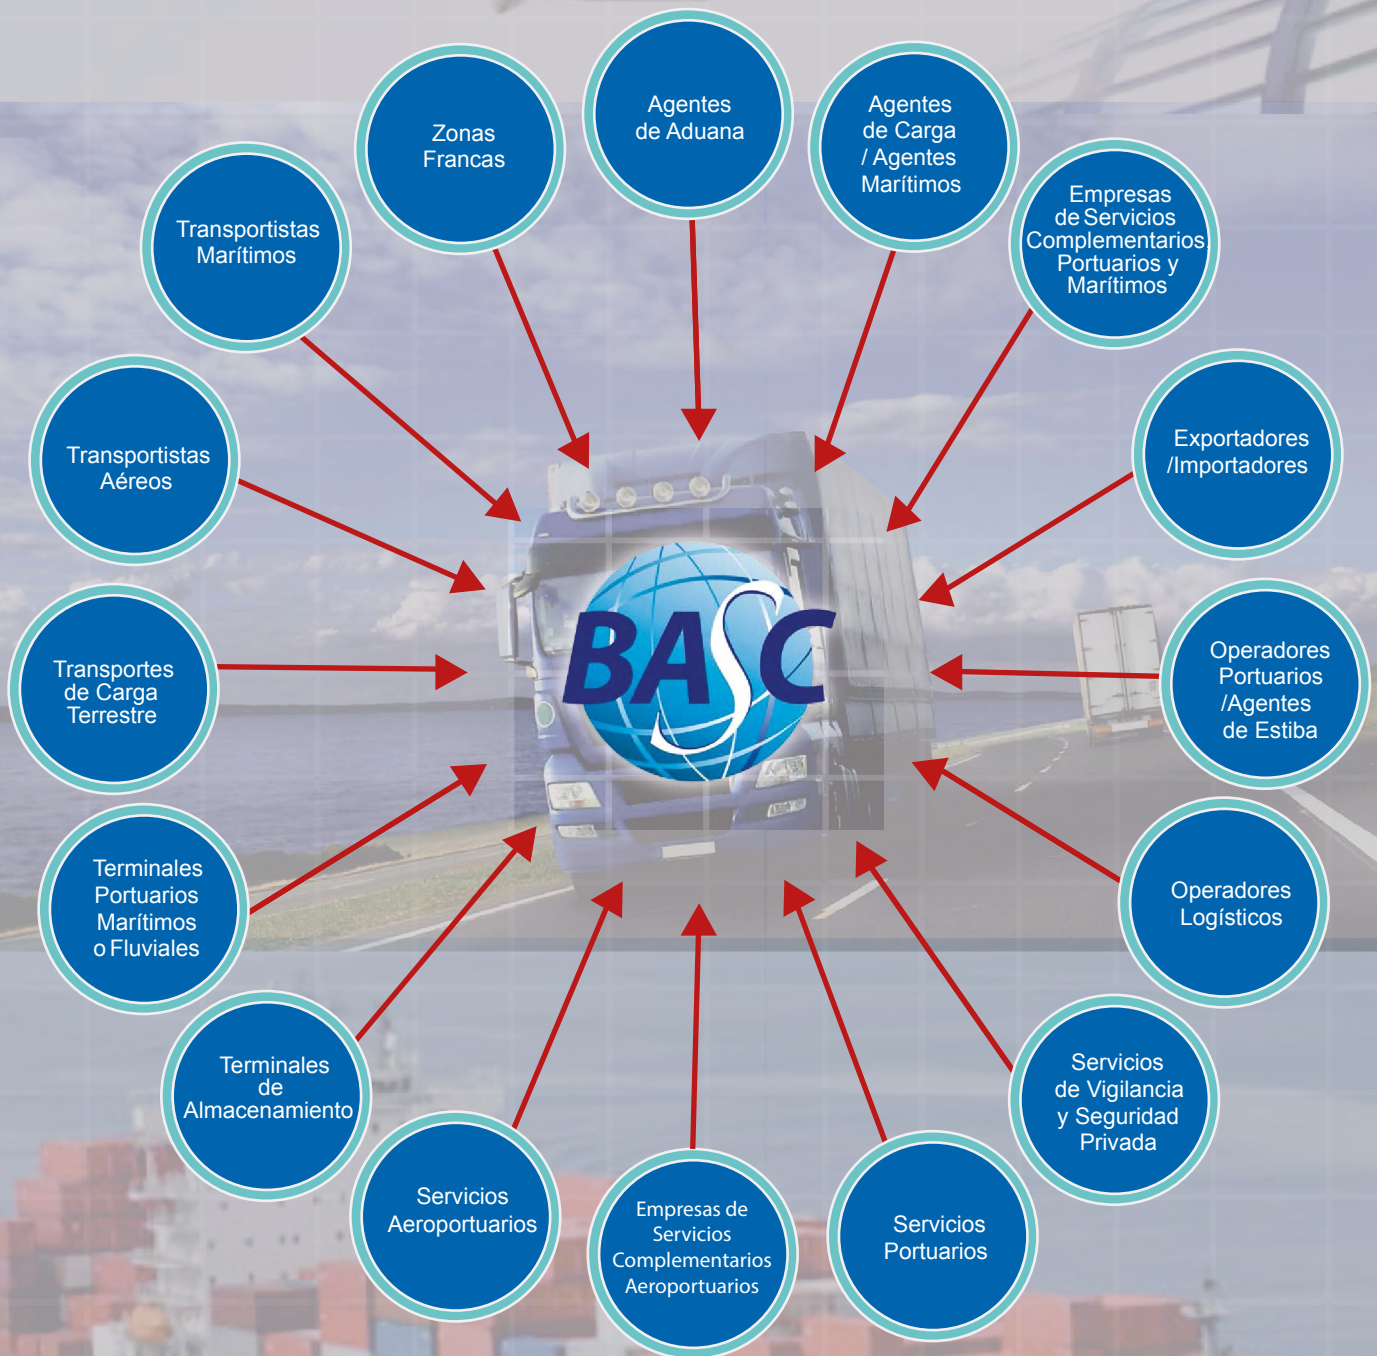 Agentes
de Aduana
Agentes
de Carga
/ Agentes
Marítimos
Empresas
de Servicios
Complementarios,
Portuarios y
Marítimos
Exportadores
/Importadores
Operadores
Portuarios
/Agentes
de Estiba
Operadores
Logísticos
Servicios
de Vigilancia
y Seguridad
Privada
Servicios
Portuarios
Empresas de
Servicios
Complementarios
Aeroportuarios
Servicios
Aeroportuarios
Terminales
de
Almacenamiento
Terminales
Portuarios
Marítimos
o Fluviales
Transportes
de Carga
Terrestre
Transportistas
Aéreos
Transportistas
Marítimos
Zonas
Francas
BASC